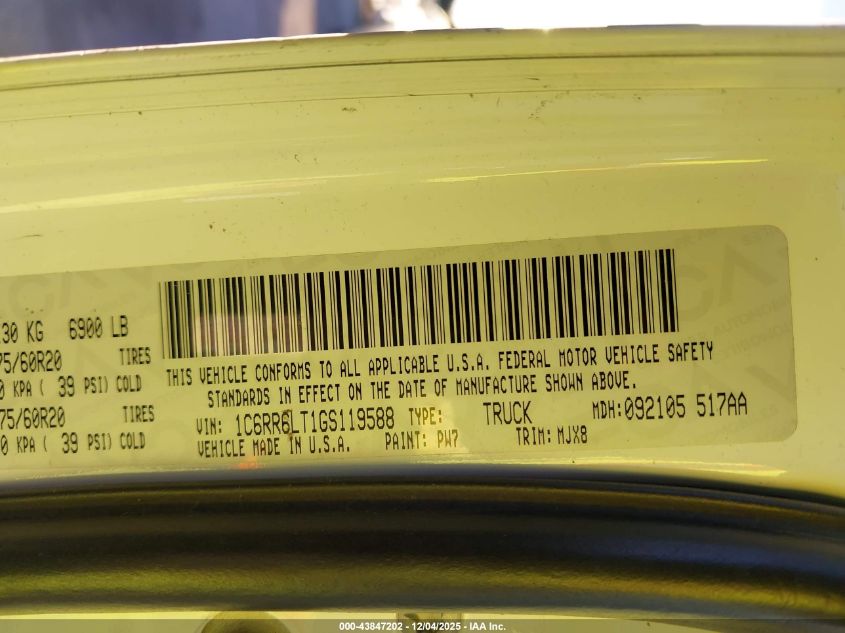 30 KG 6900 LB
75/60R20 TIRES
0 KPA ( 39 PSI) COLD
75/60R20 TIRES
0 KPA ( 39 PSI) COLD
THIS VEHICLE CONFORMS TO ALL APPLICABLE U.S.A. FEDERAL MOTOR VEHICLE SAFETY
STANDARDS IN EFFECT ON THE DATE OF MANUFACTURE SHOWN ABOVE.
VIN: 1C6RR6LT1GS119588 TYPE: TRUCK MDH:092105 517AA
VEHICLE MADE IN U.S.A. PAINT: PW7 TRIM: MJX8
000-43847202 - 12/04/2025 - IAA Inc.